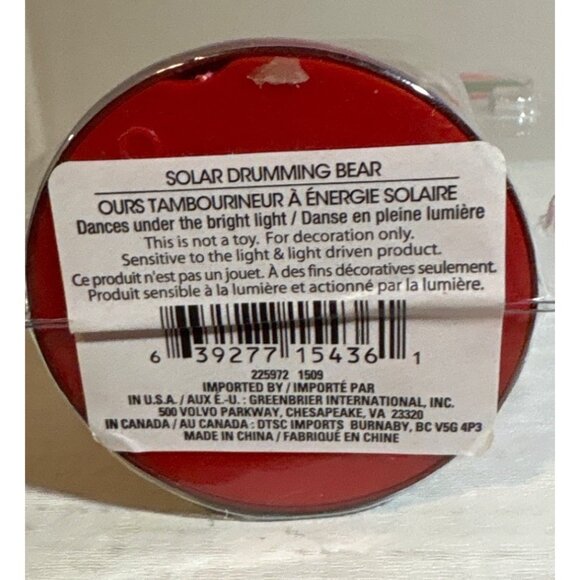 SOLAR DRUMMING BEAR
OURS TAMBOURINEUR À ÉNERGIE SOLAIRE
Dances under the bright light / Danse en pleine lumière
This is not a toy. For decoration only.
Sensitive to the light & light driven product.
Ce produit n'est pas un jouet. À des fins décoratives seulement.
Produit sensible à la lumière et actionné par la lumière.
6 39277 15436 1
225972 1509
IMPORTED BY / IMPORTÉ PAR
IN U.S.A. / AUX É.-U. : GREENBRIER INTERNATIONAL, INC.
500 VOLVO PARKWAY, CHESAPEAKE, VA 23320
IN CANADA / AU CANADA : DTSC IMPORTS BURNABY, BC V5G 4P3
MADE IN CHINA / FABRIQUÉ EN CHINE